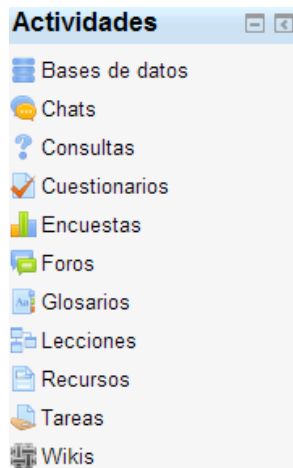 Actividades
Bases de datos
Chats
Consultas
Cuestionarios
Encuestas
Foros
Glosarios
Lecciones
Recursos
Tareas
Wikis